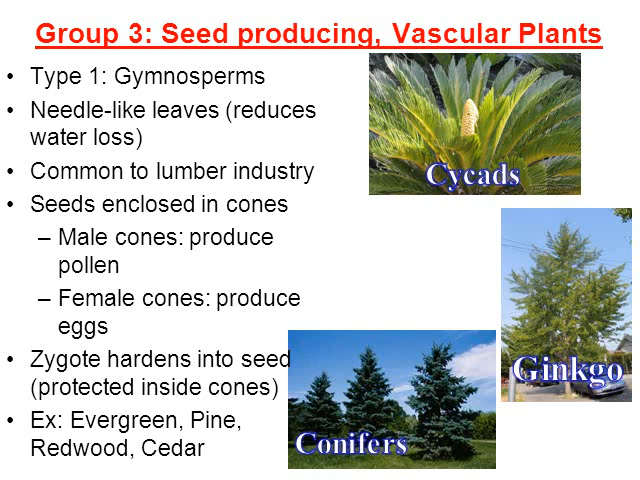 Group 3: Seed producing, Vascular Plants
• Type 1: Gymnosperms
• Needle-like leaves (reduces
water loss)
• Common to lumber industry
• Seeds enclosed in cones
– Male cones: produce
pollen
– Female cones: produce
eggs
• Zygote hardens into seed
(protected inside cones)
• Ex: Evergreen, Pine,
Redwood, Cedar
Cycads
Ginkgo
Conifers